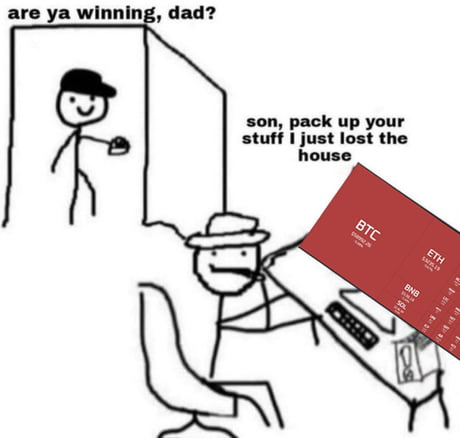 are ya winning, dad?
son, pack up your
stuff I just lost the
house
BTC
ETH
BNB
SOL